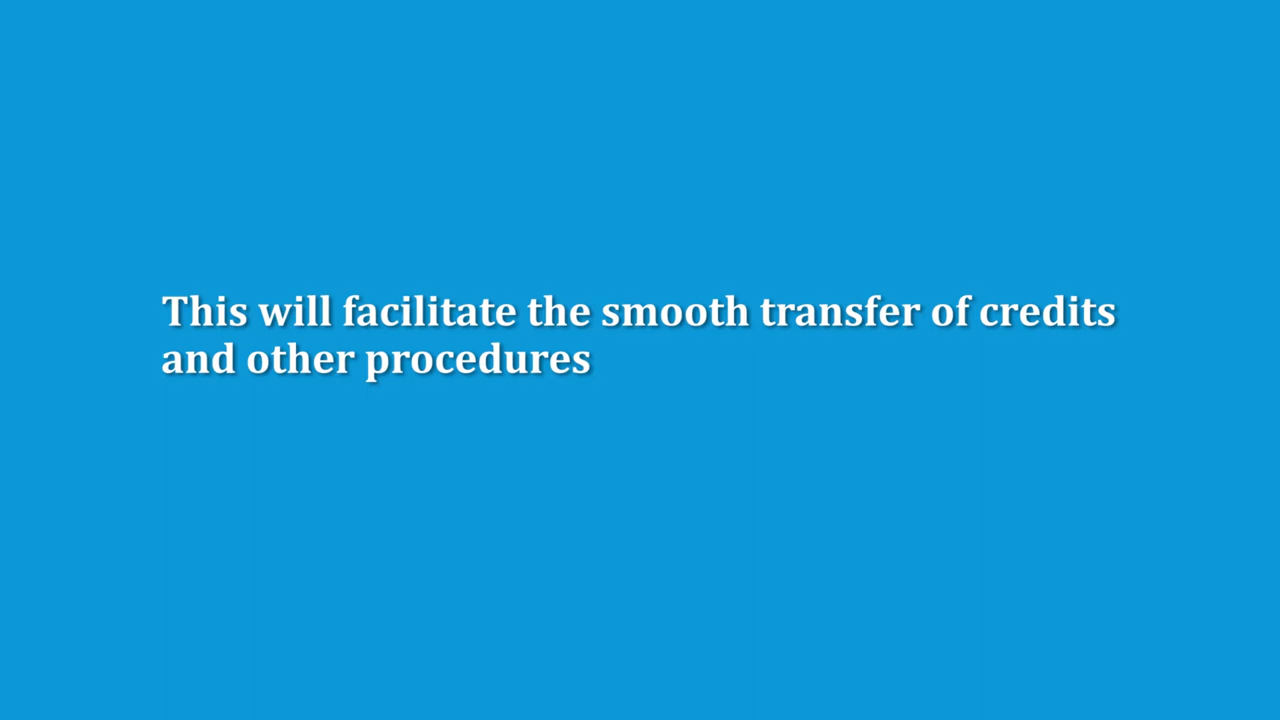 This will facilitate the smooth transfer of credits
and other procedures